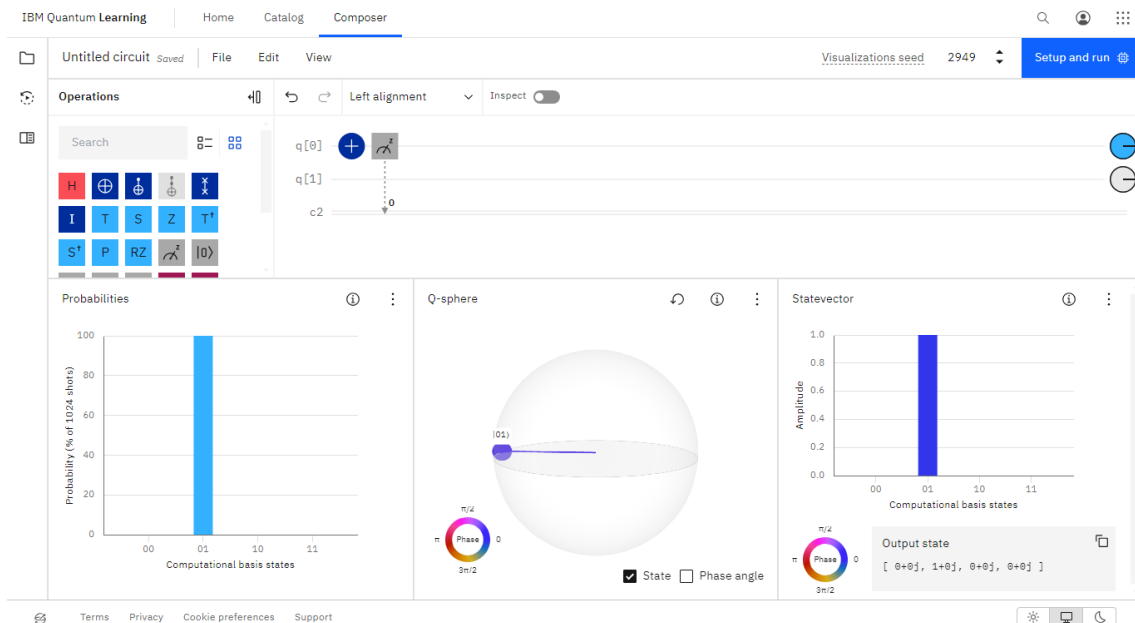 IBM Quantum Learning Home Catalog Composer
Untitled circuit Saved File Edit View Visualizations seed 2949 Setup and run
Operations Left alignment Inspect
Search
q[0]
z
q[1]
0
c2
H
I T S Z T†
S† P RZ z |0⟩
Probabilities
Probability (% of 1024 shots)
100
80
60
40
20
0
00 01 10 11
Computational basis states
Q-sphere
|01⟩
π/2
π Phase 0
3π/2
State Phase angle
Statevector
Amplitude
1.0
0.8
0.6
0.4
0.2
0.0
00 01 10 11
Computational basis states
π/2
π Phase 0
3π/2
Output state
[ 0+0j, 1+0j, 0+0j, 0+0j ]
Terms Privacy Cookie preferences Support